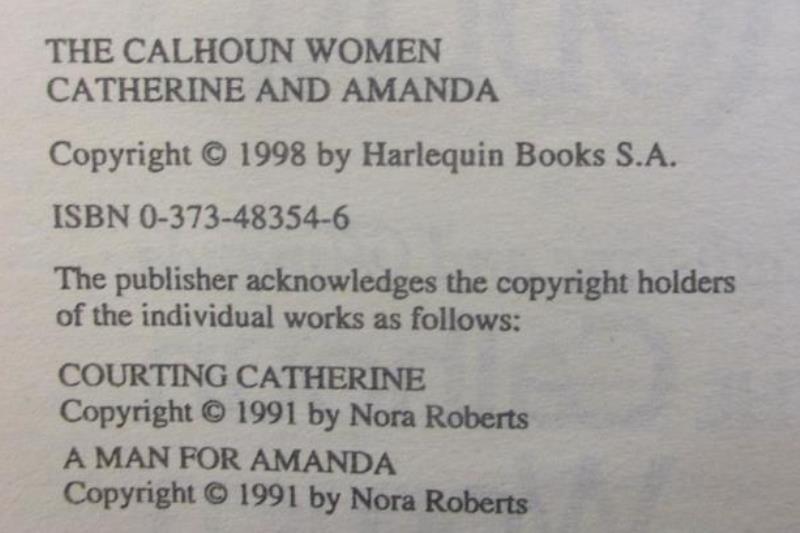 THE CALHOUN WOMEN
CATHERINE AND AMANDA
Copyright © 1998 by Harlequin Books S.A.
ISBN 0-373-48354-6
The publisher acknowledges the copyright holders
of the individual works as follows:
COURTING CATHERINE
Copyright © 1991 by Nora Roberts
A MAN FOR AMANDA
Copyright © 1991 by Nora Roberts